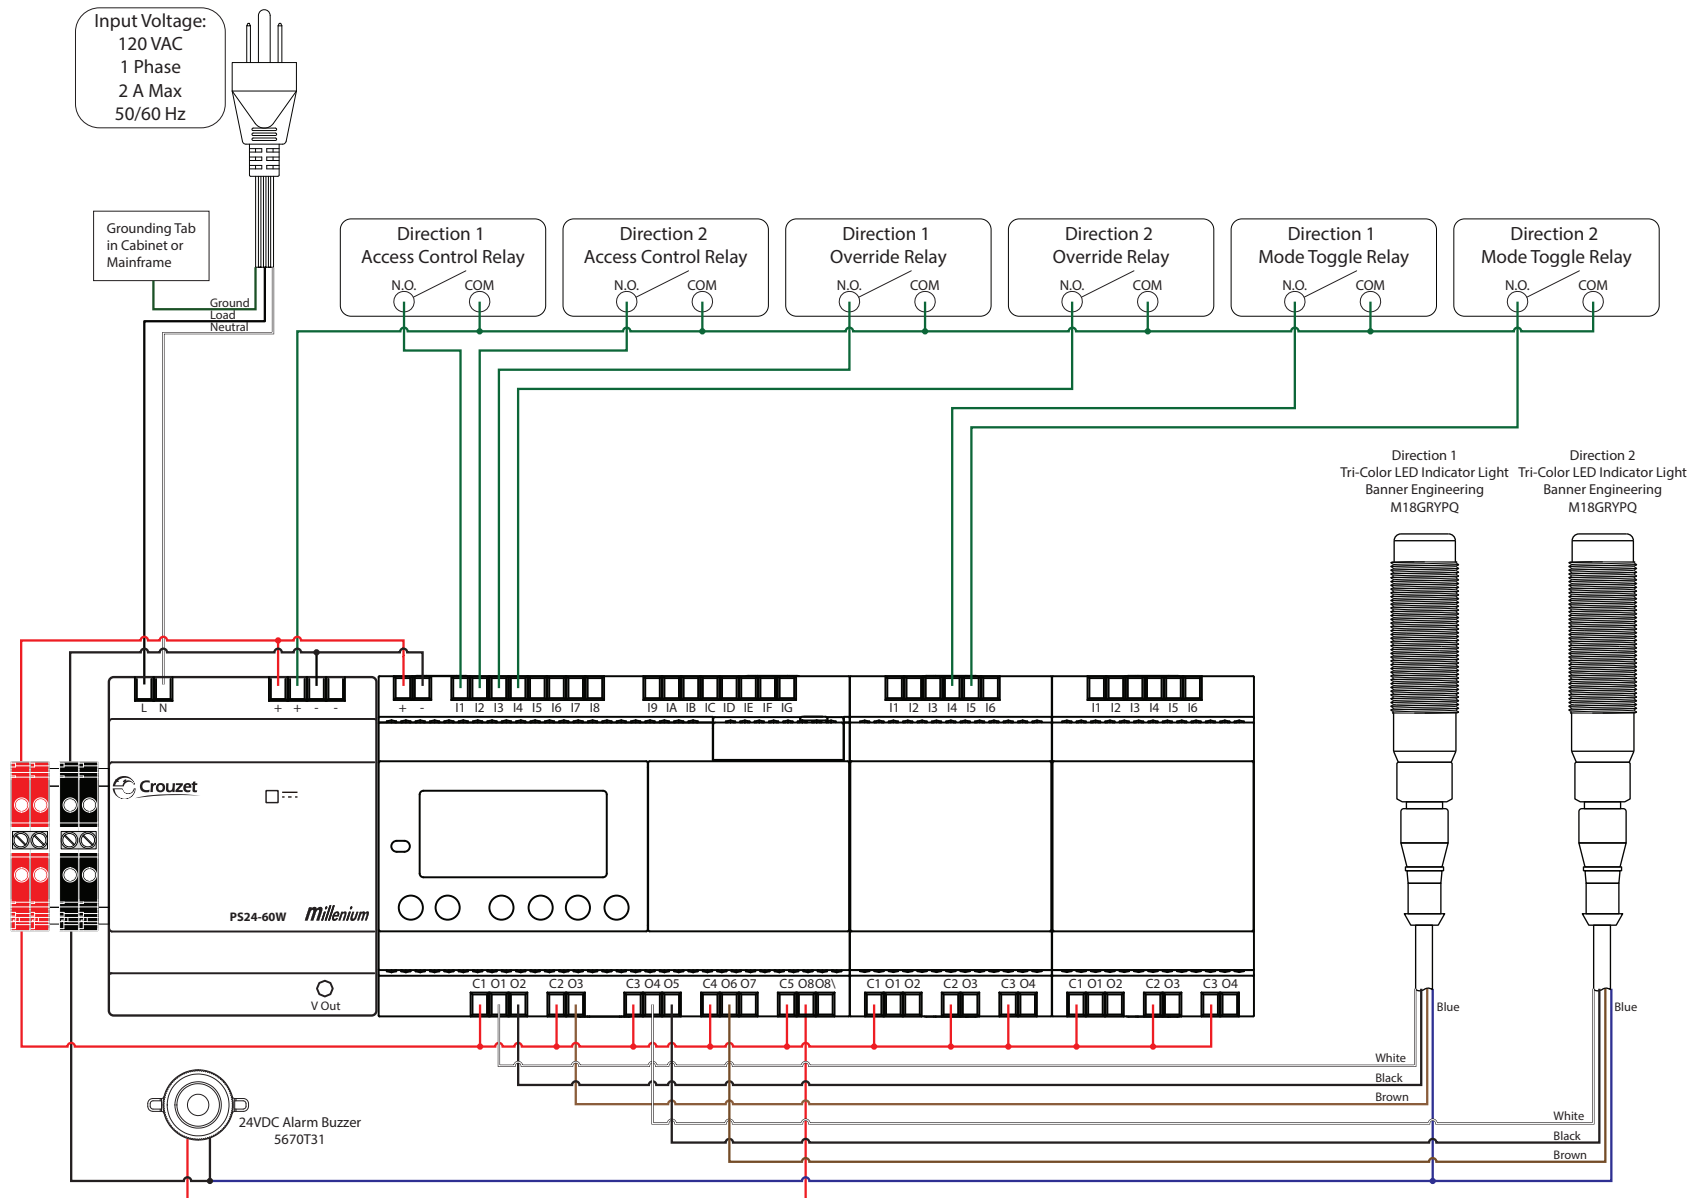 Input Voltage:
120 VAC
1 Phase
2 A Max
50/60 Hz
Grounding Tab
in Cabinet or
Mainframe
Ground
Load
Neutral
Direction 1
Access Control Relay
N.O. COM
Direction 2
Access Control Relay
N.O. COM
Direction 1
Override Relay
N.O. COM
Direction 2
Override Relay
N.O. COM
Direction 1
Mode Toggle Relay
N.O. COM
Direction 2
Mode Toggle Relay
N.O. COM
Direction 1
Tri-Color LED Indicator Light
Banner Engineering
M18GRYPQ
Direction 2
Tri-Color LED Indicator Light
Banner Engineering
M18GRYPQ
L N
+ + - -
+ -
I1 I2 I3 I4 I5 I6 I7 I8
I9 IA IB IC ID IE IF IG
I1 I2 I3 I4 I5 I6
I1 I2 I3 I4 I5 I6
Crouzet
PS24-60W Millenium
V Out
C1 O1 O2
C2 O3
C3 O4 O5
C4 O6 O7
C5 O8 O8\
C1 O1 O2
C2 O3
C3 O4
C1 O1 O2
C2 O3
C3 O4
Blue
Blue
White
Black
Brown
White
Black
Brown
24VDC Alarm Buzzer
5670T31